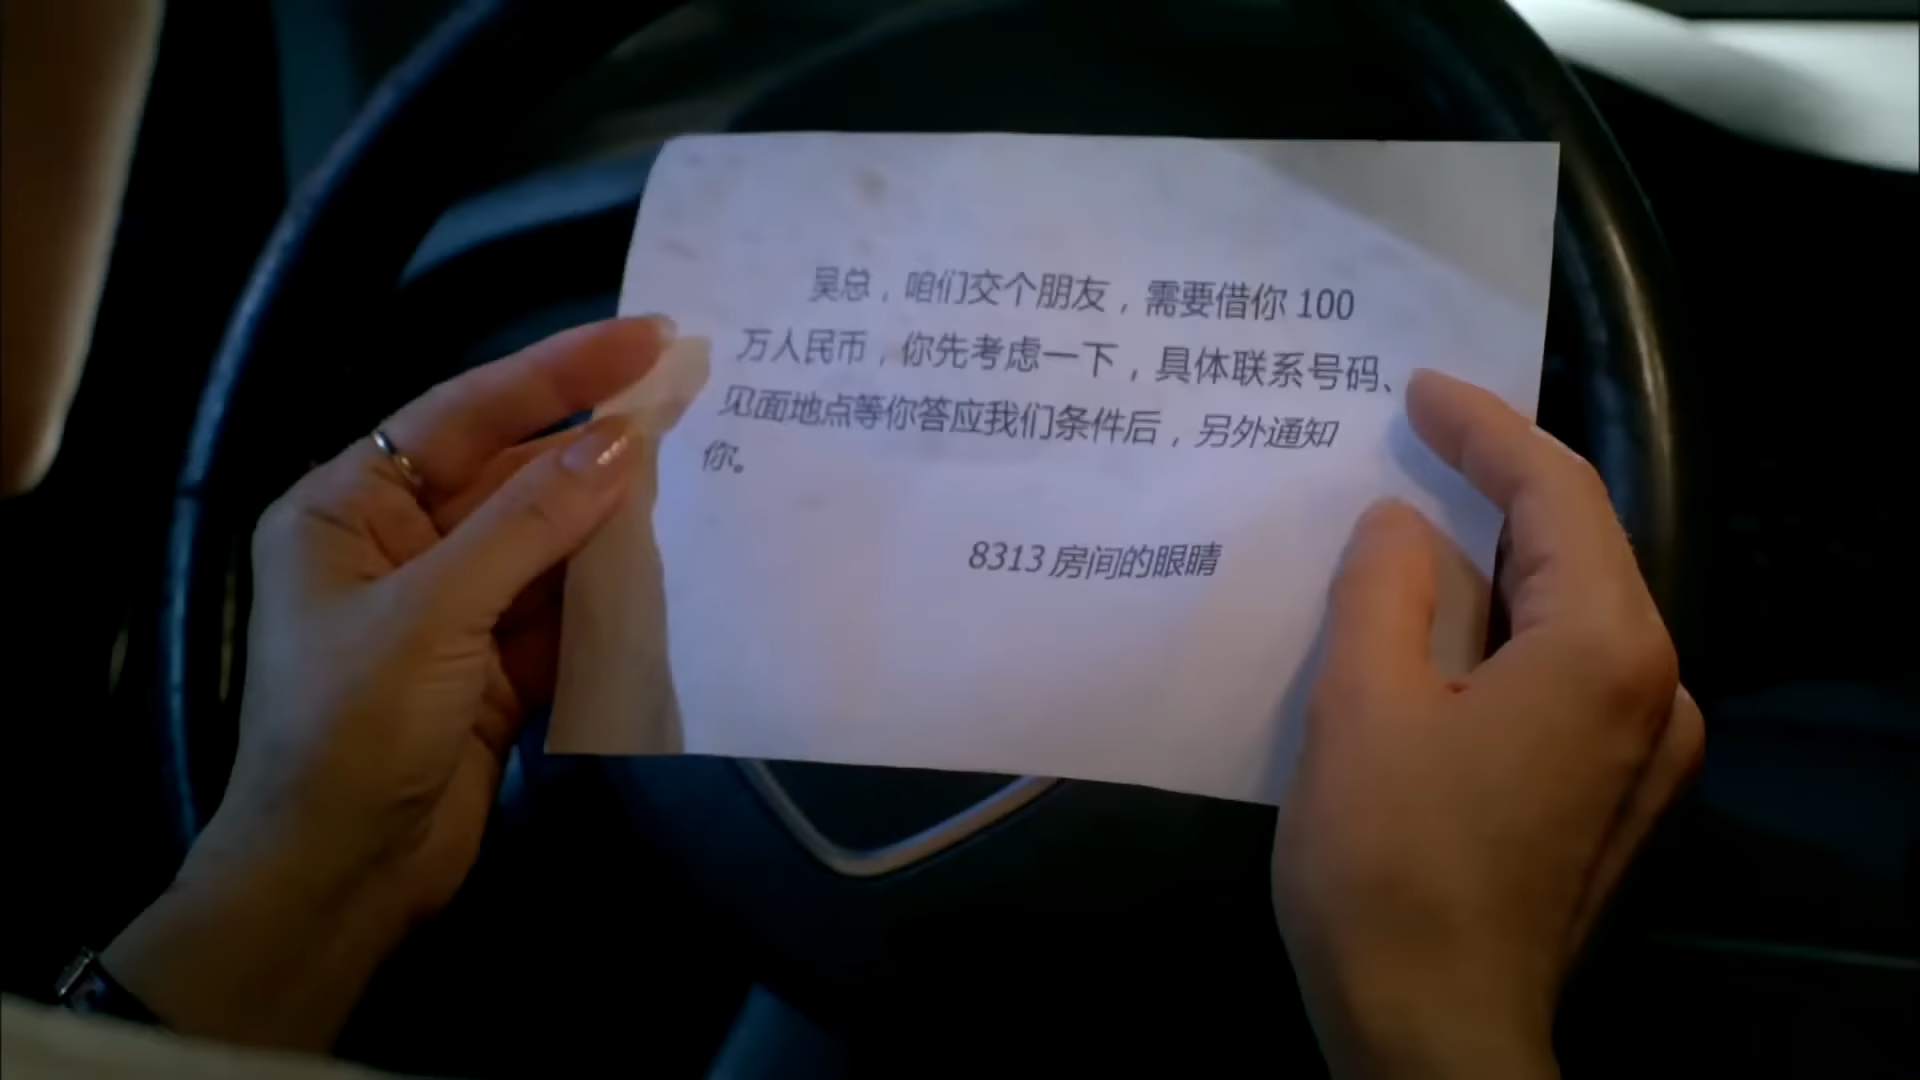 吴总，咱们交个朋友，需要借你 100
万人民币，你先考虑一下，具体联系号码、
见面地点等你答应我们条件后，另外通知
你。
8313 房间的眼睛